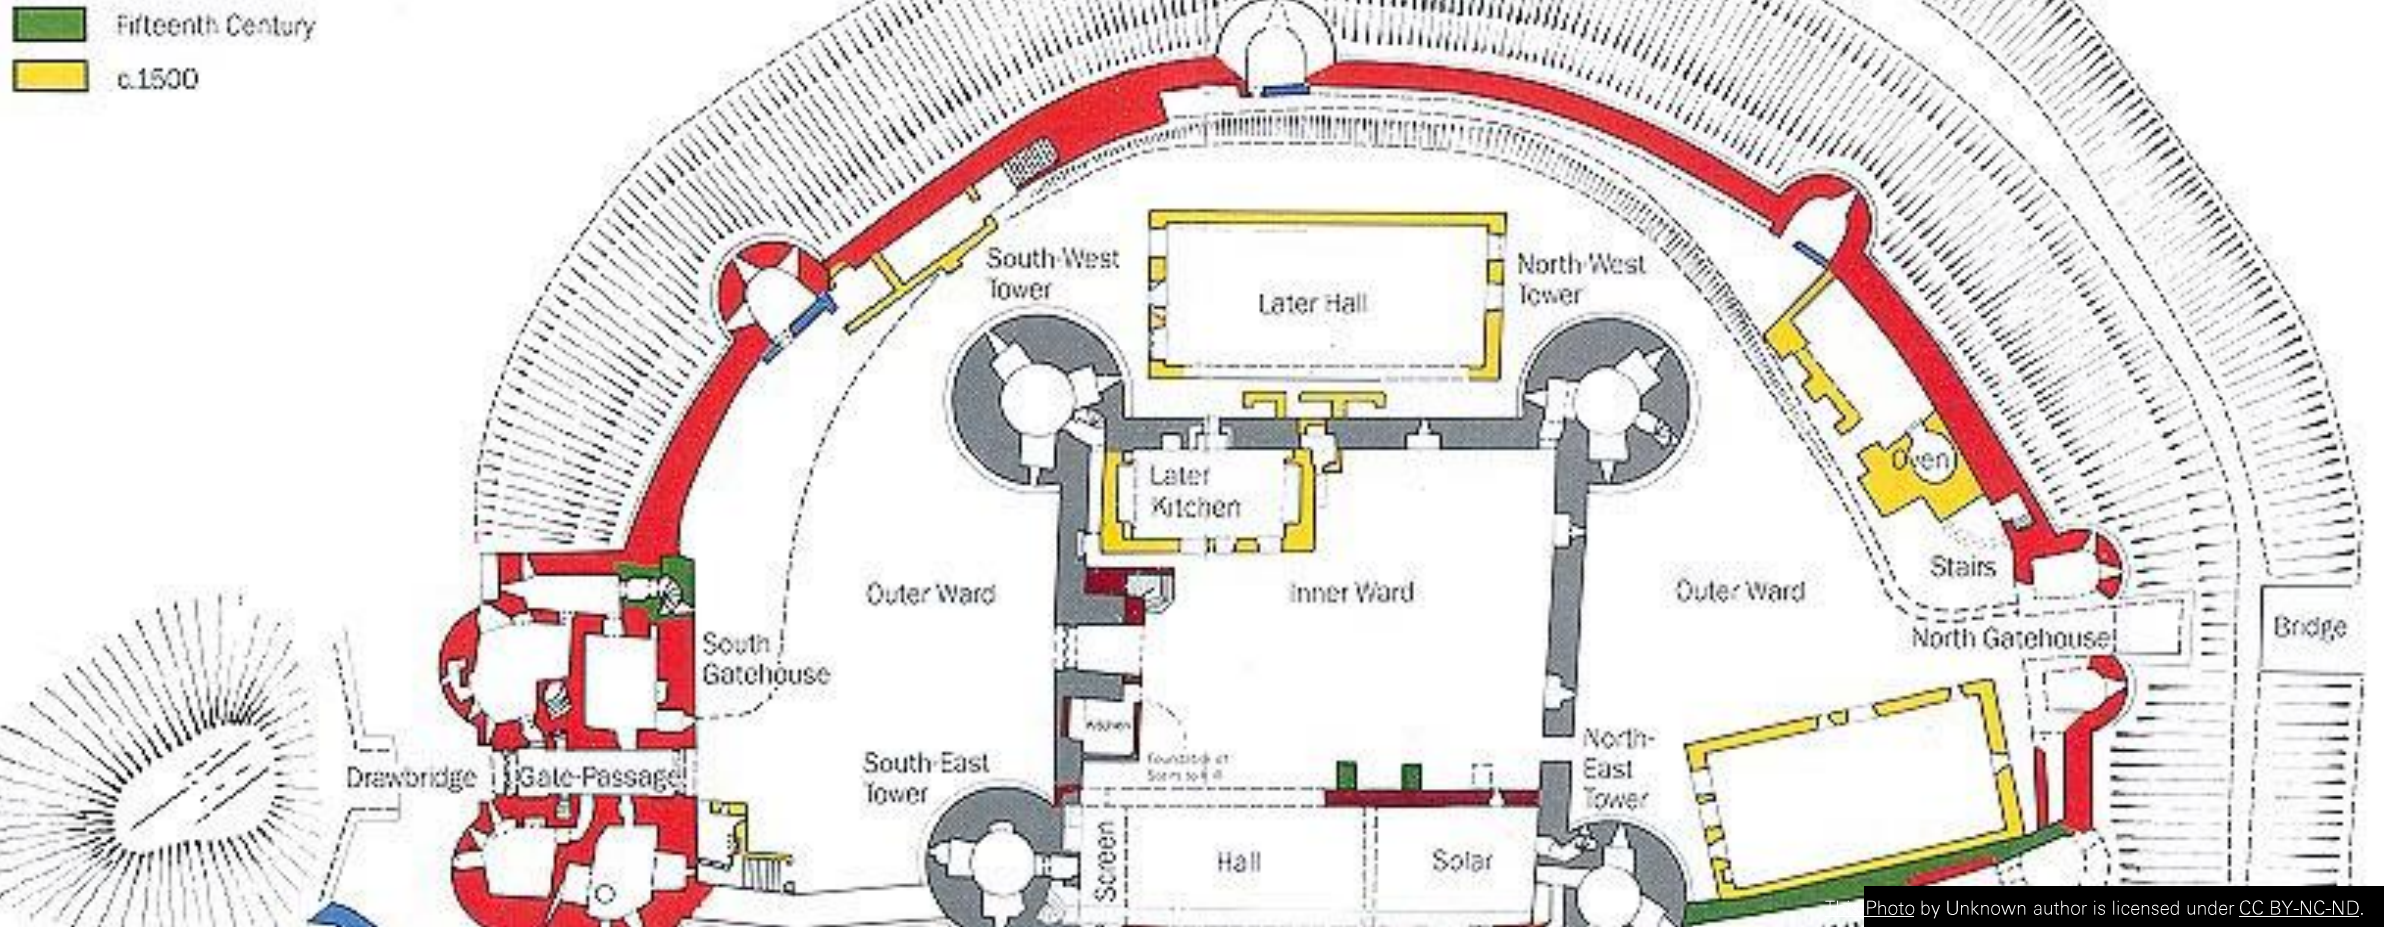 Fifteenth Century
c.1500
South-West
Tower
Later Hall
North-West
Tower
Later
Kitchen
Oven
Stairs
Outer Ward
Inner Ward
Outer Ward
North Gatehouse
Bridge
South
Gatehouse
Kitchen
Drawbridge
Gate-Passage
South-East
Tower
North-
East
Tower
Screen
Hall
Solar
Photo by Unknown author is licensed under CC BY-NC-ND.